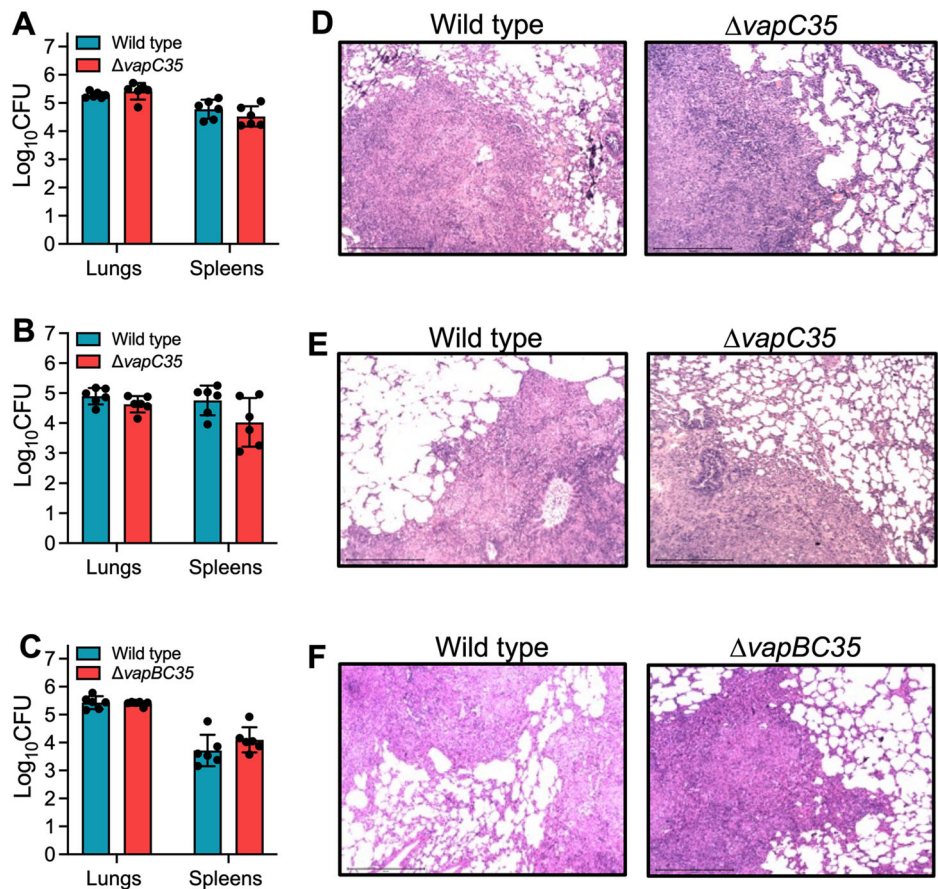 A
Wild type
ΔvapC35
7
6
5
4
3
2
1
0
Log10CFU
Lungs Spleens
D
Wild type
ΔvapC35
B
Wild type
ΔvapC35
7
6
5
4
3
2
1
0
Log10CFU
Lungs Spleens
E
Wild type
ΔvapC35
C
Wild type
ΔvapBC35
7
6
5
4
3
2
1
0
Log10CFU
Lungs Spleens
F
Wild type
ΔvapBC35